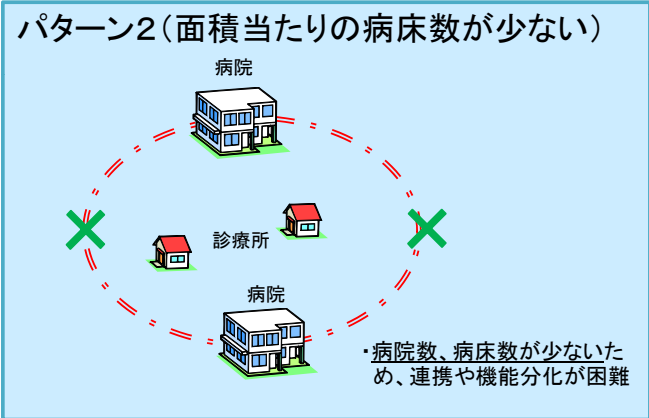 パターン２（面積当たりの病床数が少ない）
病院
診療所
病院
・病院数、病床数が少ないた
め、連携や機能分化が困難